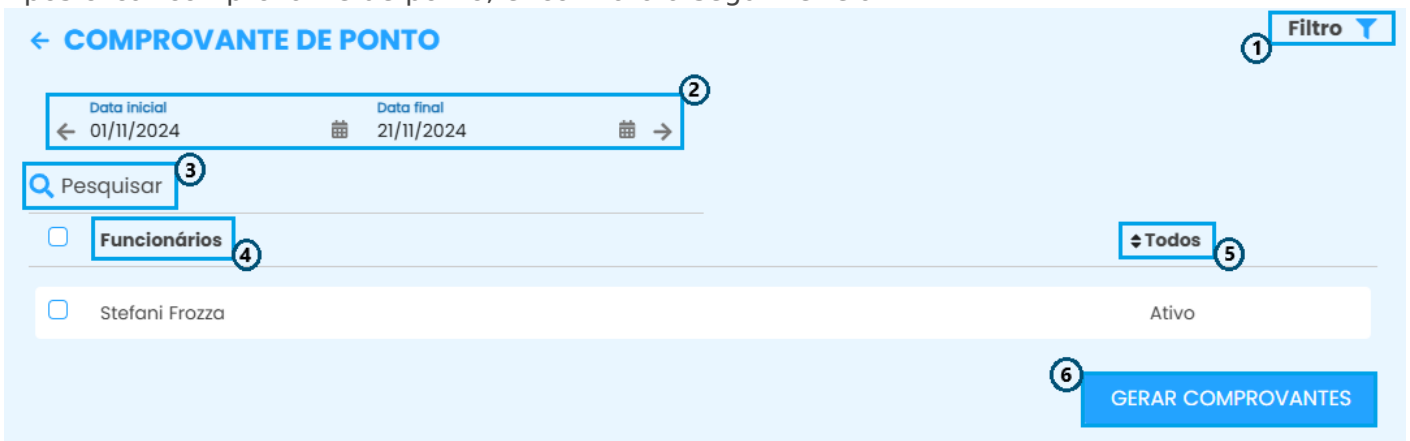 ← COMPROVANTE DE PONTO
Filtro
1
2
Data inicial Data final
← 01/11/2024 21/11/2024 →
3
Pesquisar
Funcionários
4
Todos
5
Stefani Frozza Ativo
6
GERAR COMPROVANTES